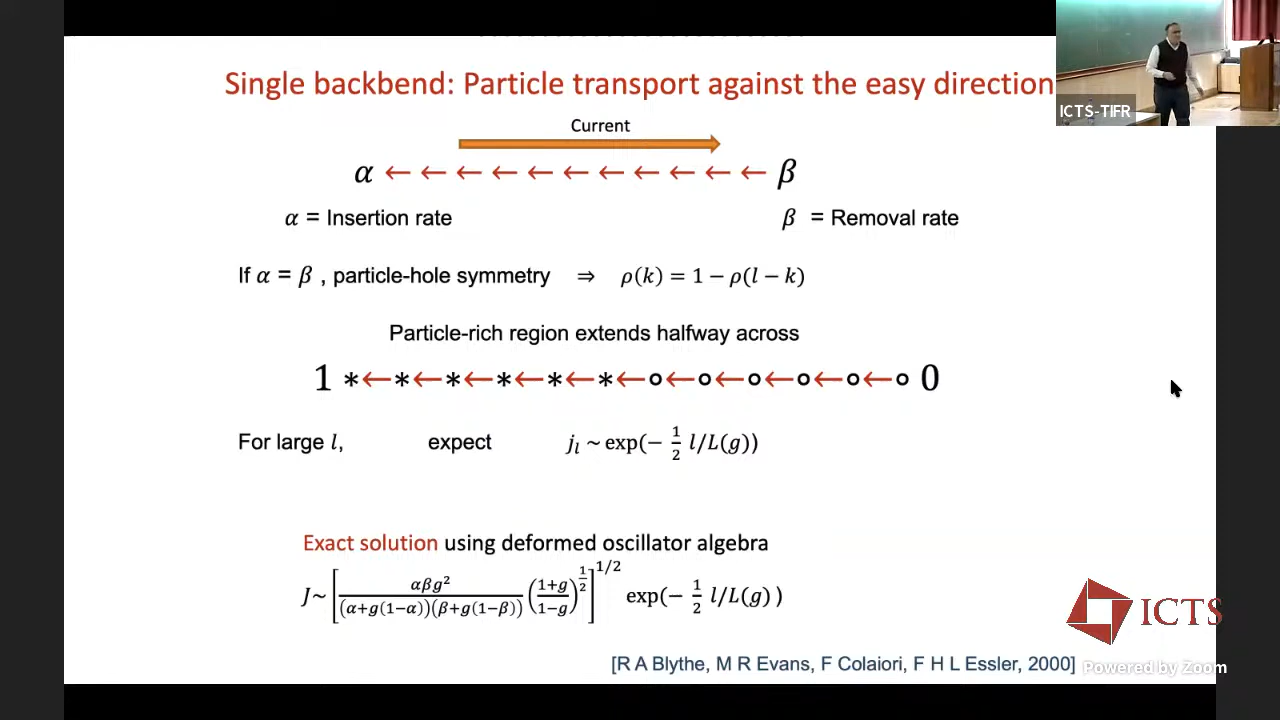 Single backbend: Particle transport against the easy direction
ICTS-TIFR
Current
α ← ← ← ← ← ← ← ← ← ← ← β
α = Insertion rate β = Removal rate
If α = β , particle-hole symmetry ⇒ ρ(k) = 1 − ρ(l − k)
Particle-rich region extends halfway across
1 *←*←*←*←*←*←o←o←o←o←o←o 0
For large l, expect j_l ~ exp(− 1/2 l/L(g))
Exact solution using deformed oscillator algebra
J~ [αβg²/((α+g(1−α))(β+g(1−β))) ((1+g)/(1−g))^(1/2)]^1/2 exp(− 1/2 l/L(g) )
ICTS
[R A Blythe, M R Evans, F Colaiori, F H L Essler, 2000]
Powered by Zoom